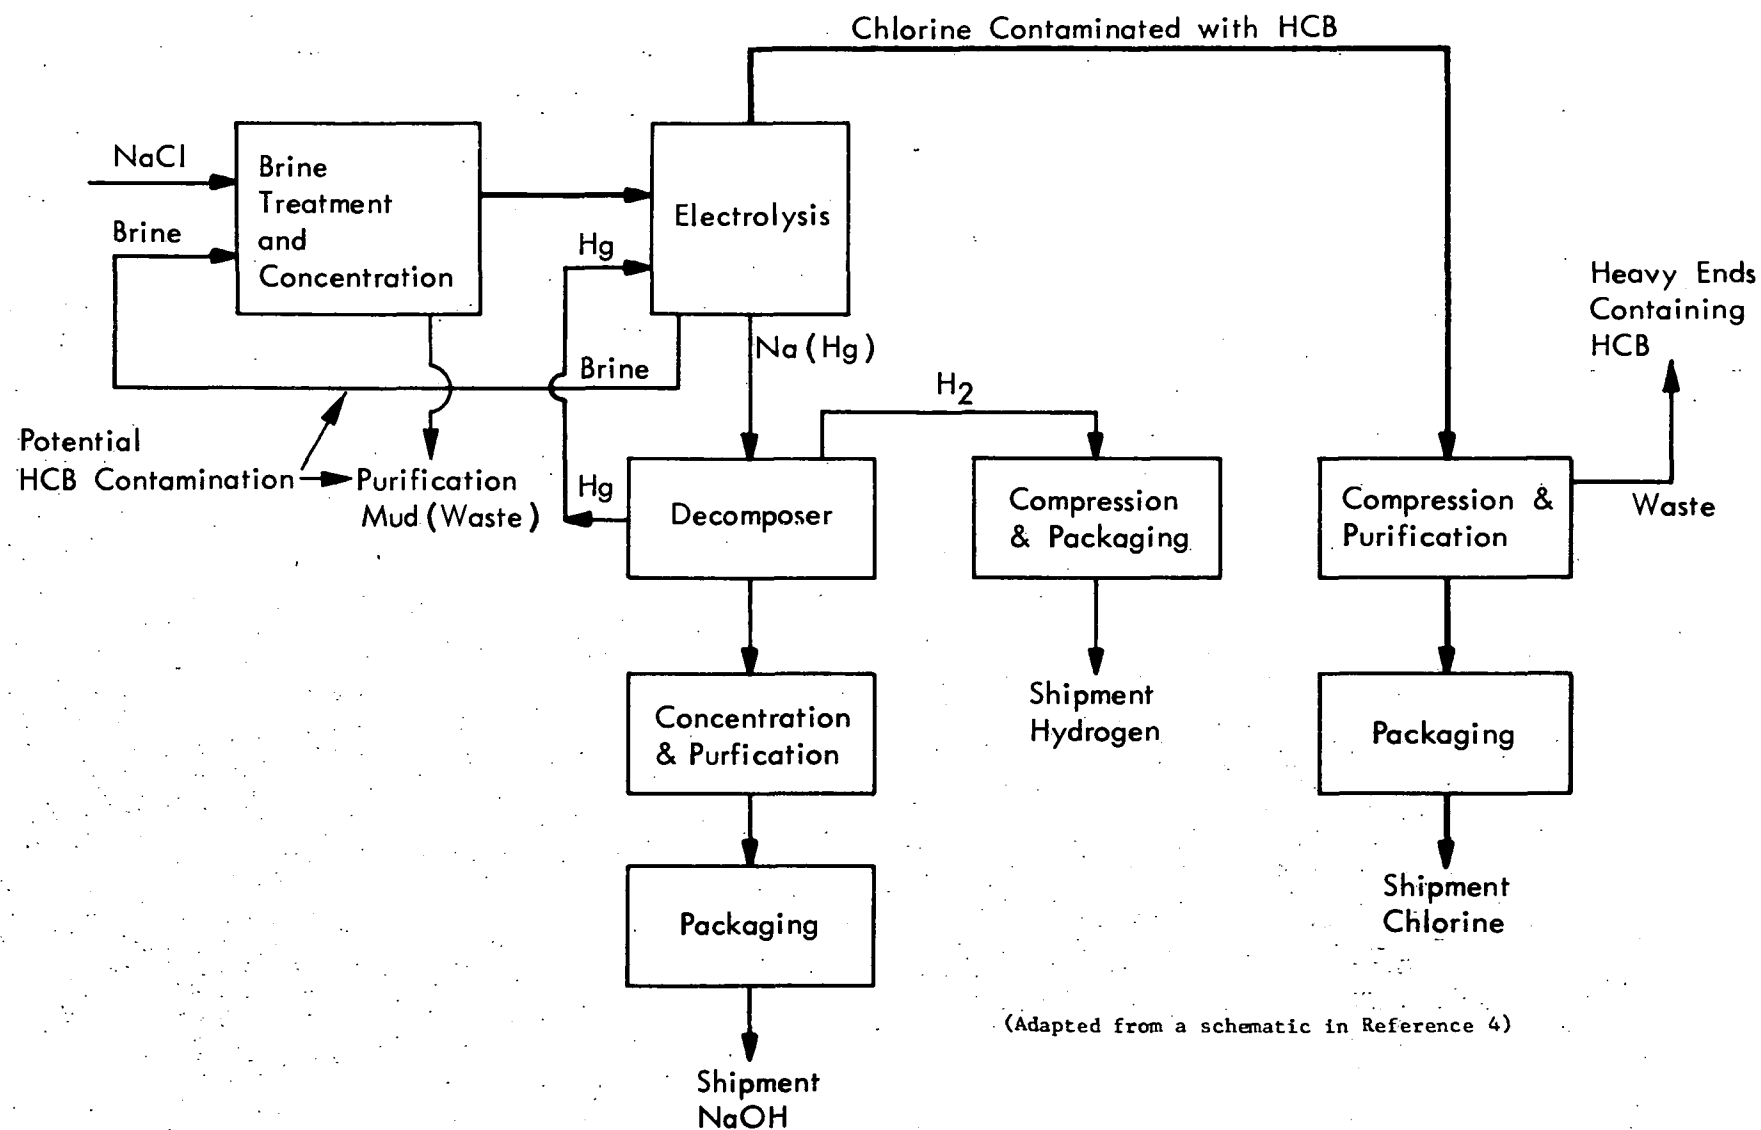 Chlorine Contaminated with HCB
NaCl
Brine
Treatment
and
Concentration
Brine
Electrolysis
Hg
Heavy Ends
Containing
HCB
Na (Hg)
Brine
H2
Potential
HCB Contamination
Purification
Mud (Waste)
Hg
Decomposer
Compression
& Packaging
Compression &
Purification
Waste
Concentration
& Purfication
Shipment
Hydrogen
Packaging
Packaging
Shipment
Chlorine
(Adapted from a schematic in Reference 4)
Shipment
NaOH